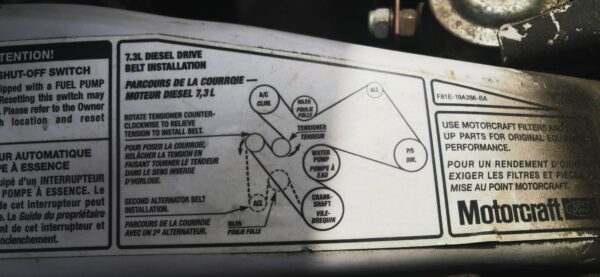 TTENTION!
SHUT-OFF SWITCH
ipped with a FUEL PUMP
Resetting this switch may
Please refer to the Owner
location and reset
UR AUTOMATIQUE
PE À ESSENCE
uipé d'un INTERRUPTEUR
POMPE À ESSENCE. Le
de cet interrupteur peut
Le Guide du propriétaire
nt de cet interrupteur et
nclenchement.
7.3L DIESEL DRIVE
BELT INSTALLATION
PARCOURS DE LA COURROIE —
MOTEUR DIESEL 7,3 L
ROTATE TENSIONER COUNTER-
CLOCKWISE TO RELIEVE
TENSION TO INSTALL BELT.
POUR POSER LA COURROIE,
RELÂCHER LA TENSION EN
FAISANT TOURNER LE TENDEUR
DANS LE SENS INVERSE
D'HORLOGE.
SECOND ALTERNATOR BELT
INSTALLATION.
PARCOURS DE LA COURROIE
AVEC UN 2e ALTERNATEUR.
A/C
CLIM.
IDLER
POULIE
FOLLE
ALT.
TENSIONER
TENDEUR
WATER
PUMP
POMPE À
EAU
P/S
DIR.
ALT.
IDLER
POULIE FOLLE
CRANK-
SHAFT
VILE-
BREQUIN
F81E-19A286-BA
USE MOTORCRAFT FILTERS AN
UP PARTS FOR ORIGINAL EQUI
PERFORMANCE.
POUR UN RENDEMENT D'OR
EXIGER LES FILTRES ET PIÈCES
MISE AU POINT MOTORCRAFT.
Motorcraft